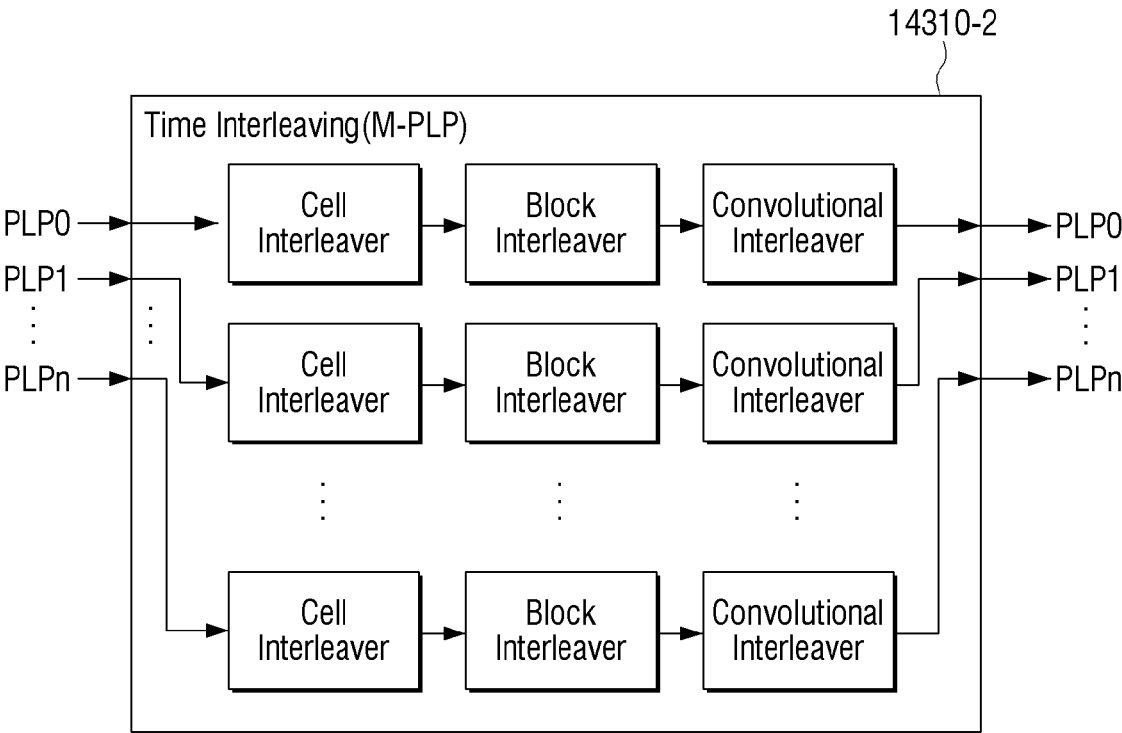 14310-2
Time Interleaving(M-PLP)
Cell
Interleaver
Block
Interleaver
Convolutional
Interleaver
PLP0
PLP0
PLP1
PLP1
Cell
Interleaver
Block
Interleaver
Convolutional
Interleaver
PLPn
PLPn
Cell
Interleaver
Block
Interleaver
Convolutional
Interleaver